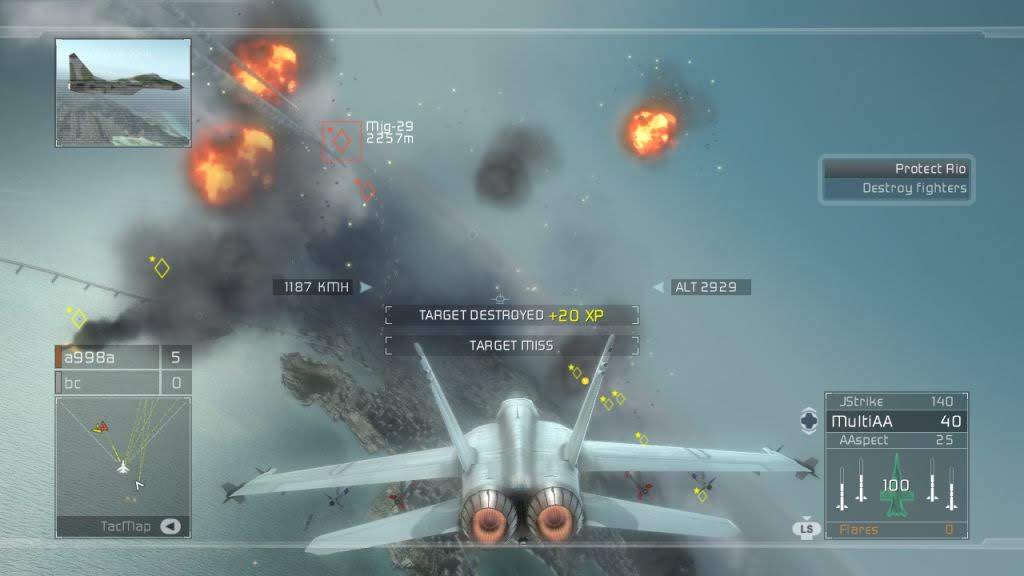 Mig-29
2257m
Protect Rio
Destroy fighters
1187 KMH
ALT 2929
TARGET DESTROYED +20 XP
TARGET MISS
a998a 5
bc 0
JStrike 140
MultiAA 40
AAspect 25
100
TacMap
LS
Flares 0